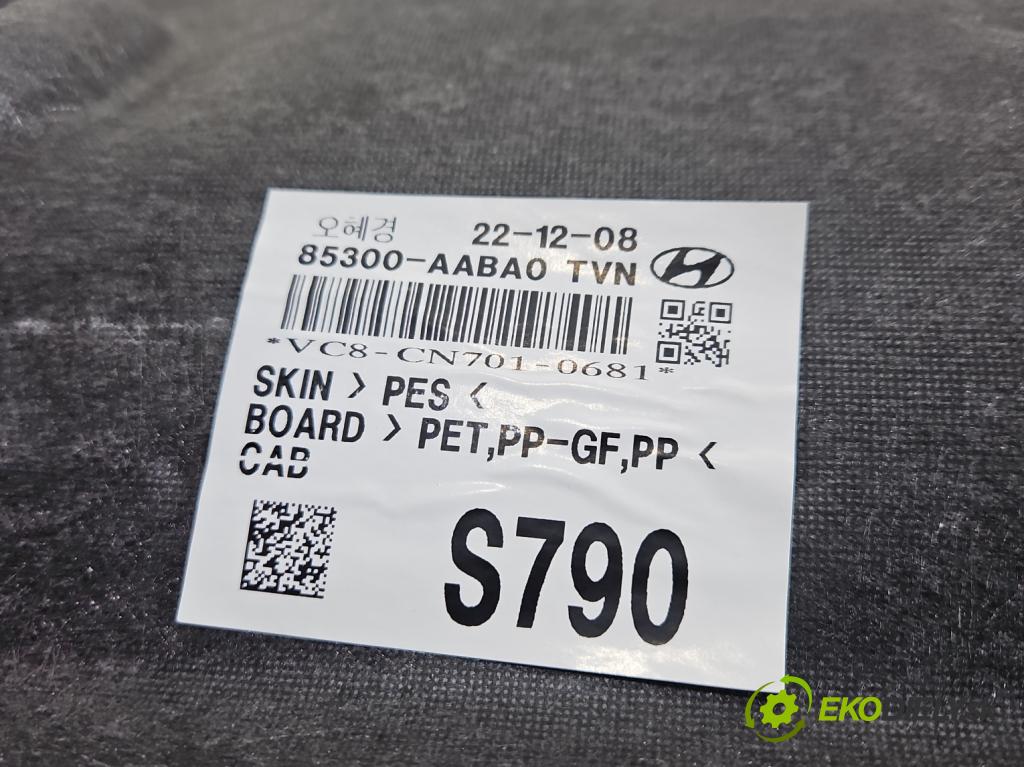 오혜경 22-12-08
85300-AABA0 TVN
*VC8-CN701-0681*
SKIN > PES <
BOARD > PET,PP-GF,PP <
CAB
S790
EKO